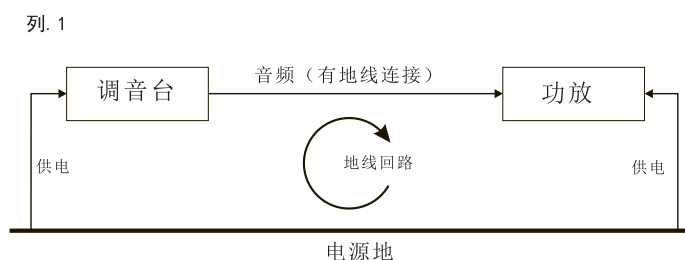 列.1
音频（有地线连接）
调音台
功放
地线回路
供电
供电
电源地